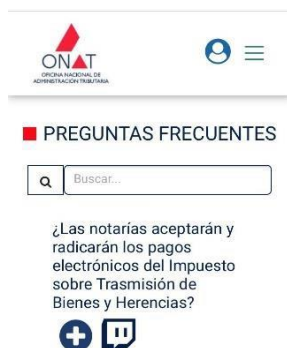 ONAT
OFICINA NACIONAL DE
ADMINISTRACIÓN TRIBUTARIA
PREGUNTAS FRECUENTES
Buscar...
¿Las notarías aceptarán y
radicarán los pagos
electrónicos del Impuesto
sobre Trasmisión de
Bienes y Herencias?